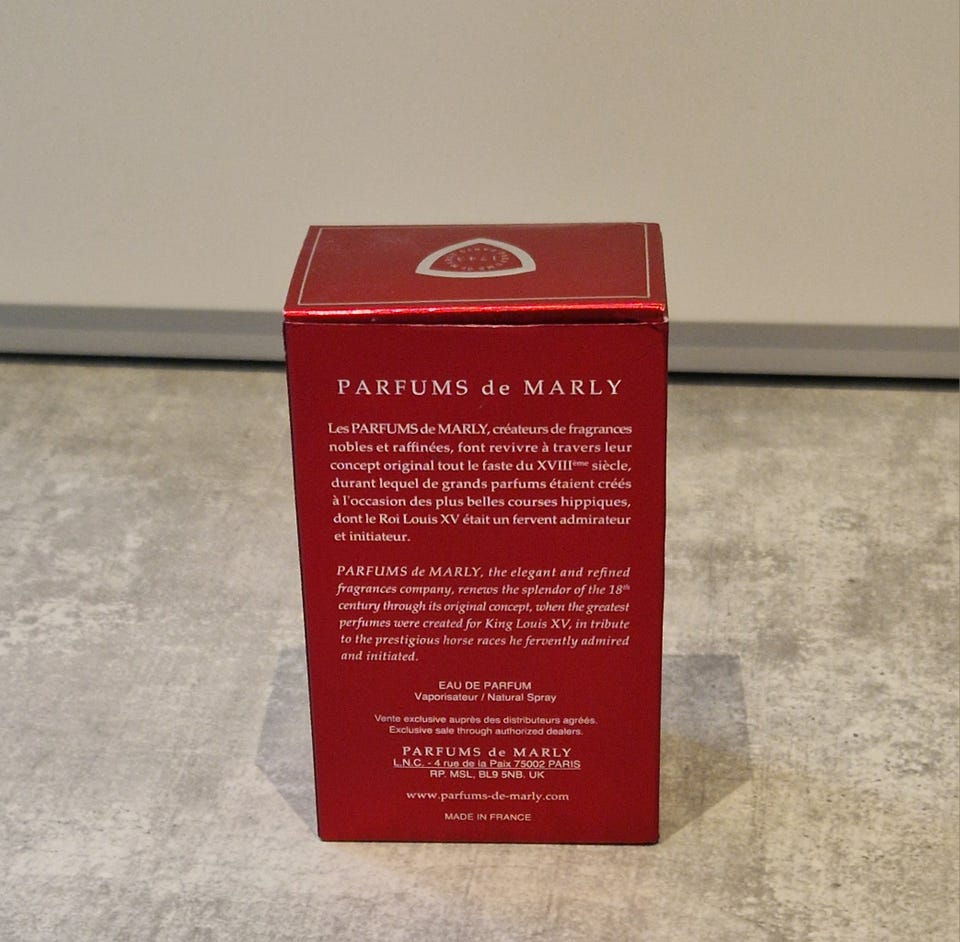 PARFUMS de MARLY
Les PARFUMS de MARLY, créateurs de fragrances
nobles et raffinées, font revivre à travers leur
concept original tout le faste du XVIIIème siècle,
durant lequel de grands parfums étaient créés
à l'occasion des plus belles courses hippiques,
dont le Roi Louis XV était un fervent admirateur
et initiateur.
PARFUMS de MARLY, the elegant and refined
fragrances company, renews the splendor of the 18th
century through its original concept, when the greatest
perfumes were created for King Louis XV, in tribute
to the prestigious horse races he fervently admired
and initiated.
EAU DE PARFUM
Vaporisateur / Natural Spray
Vente exclusive auprès des distributeurs agréés.
Exclusive sale through authorized dealers.
PARFUMS de MARLY
L.N.C. - 4 rue de la Paix 75002 PARIS
RP. MSL, BL9 5NB. UK
www.parfums-de-marly.com
MADE IN FRANCE